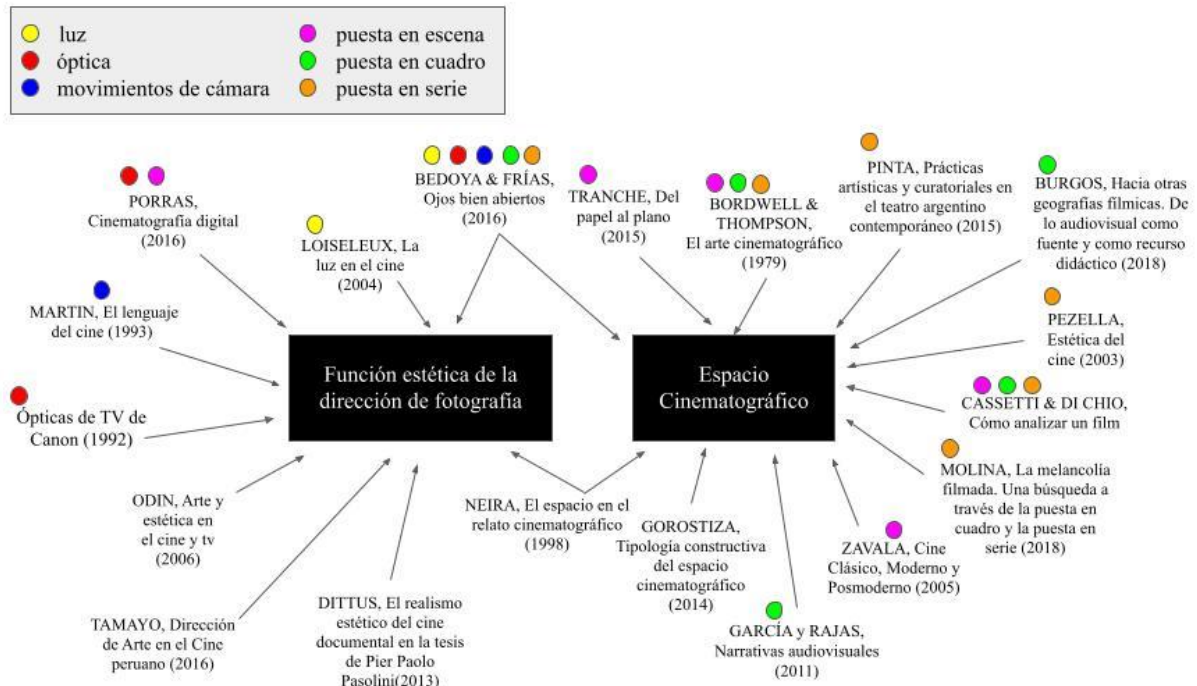 luz
óptica
movimientos de cámara
puesta en escena
puesta en cuadro
puesta en serie
PORRAS,
Cinematografía digital
(2016)
LOISELEUX, La
luz en el cine
(2004)
BEDOYA & FRÍAS,
Ojos bien abiertos
(2016)
TRANCHE, Del
papel al plano
(2015)
BORDWELL &
THOMPSON,
El arte cinematográfico
(1979)
PINTA, Prácticas
artísticas y curatoriales en
el teatro argentino
contemporáneo (2015)
BURGOS, Hacia otras
geografías fílmicas. De
lo audiovisual como
fuente y como recurso
didáctico (2018)
MARTIN, El lenguaje
del cine (1993)
PEZELLA,
Estética del
cine (2003)
Función estética de la
dirección de fotografía
Espacio
Cinematográfico
Ópticas de TV de
Canon (1992)
CASSETTI & DI CHIO,
Cómo analizar un film
ODIN, Arte y
estética en
el cine y tv
(2006)
NEIRA, El espacio en el
relato cinematográfico
(1998)
GOROSTIZA,
Tipología constructiva
del espacio
cinematográfico
(2014)
MOLINA, La melancolía
filmada. Una búsqueda a
través de la puesta en
cuadro y la puesta en
serie (2018)
ZAVALA, Cine
Clásico, Moderno y
Posmoderno (2005)
TAMAYO, Dirección
de Arte en el Cine
peruano (2016)
DITTUS, El realismo
estético del cine
documental en la tesis
de Pier Paolo
Pasolini(2013)
GARCÍA y RAJAS,
Narrativas audiovisuales
(2011)